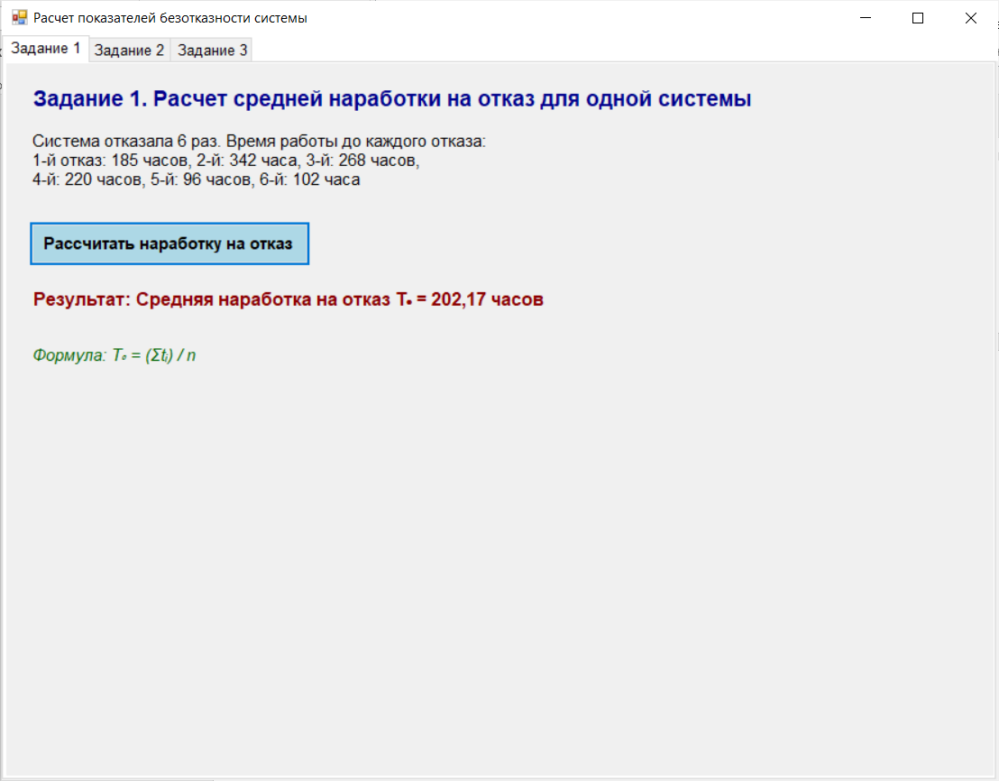 Расчет показателей безотказности системы
Задание 1 Задание 2 Задание 3
Задание 1. Расчет средней наработки на отказ для одной системы
Система отказала 6 раз. Время работы до каждого отказа:
1-й отказ: 185 часов, 2-й: 342 часа, 3-й: 268 часов,
4-й: 220 часов, 5-й: 96 часов, 6-й: 102 часа
Рассчитать наработку на отказ
Результат: Средняя наработка на отказ Tₒ = 202,17 часов
Формула: Tₒ = (Σtⱼ) / n